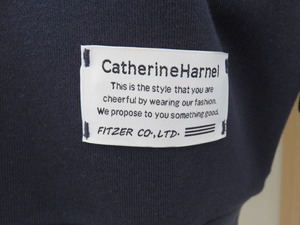 CatherineHarnel
This is the style that you are
cheerful by wearing our fashion.
We propose to you something good.
FITZER CO.,LTD.